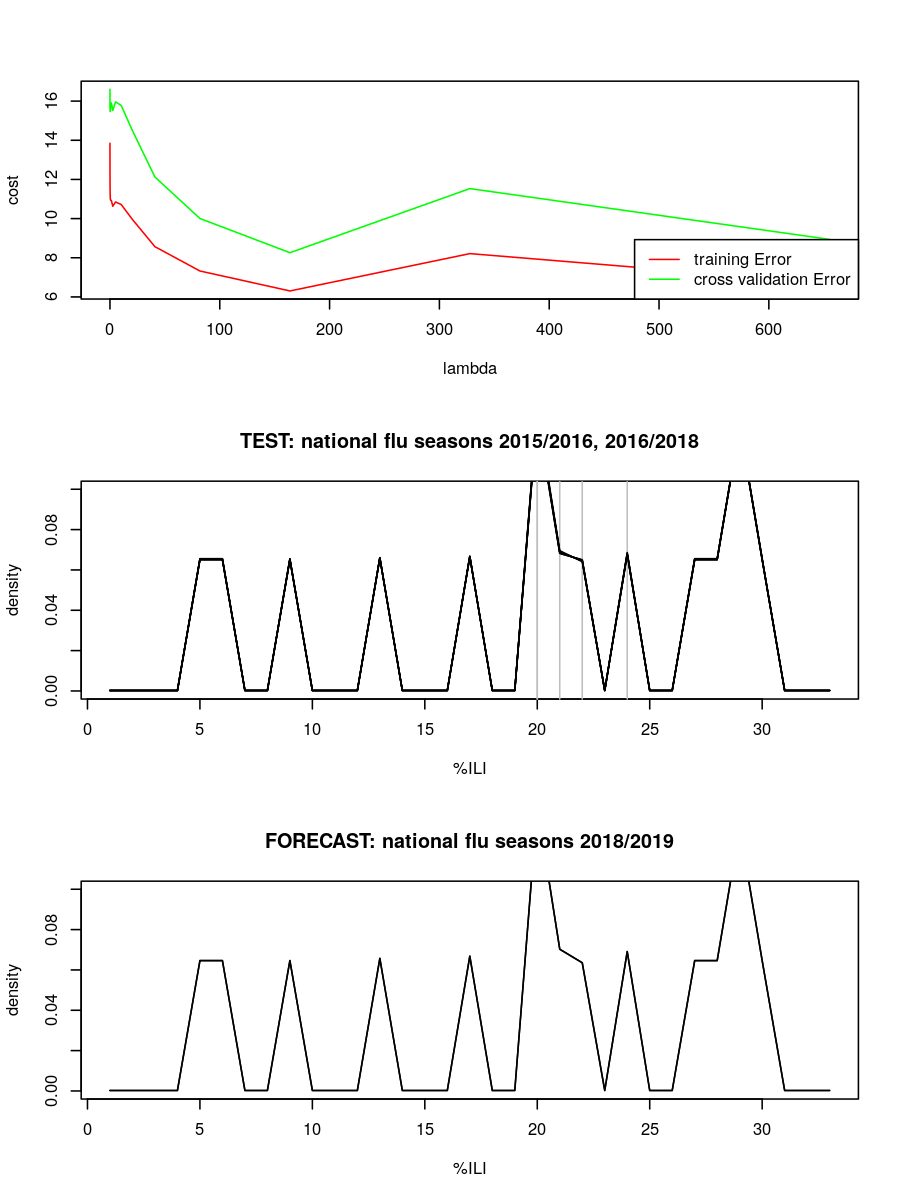 16
14
12
10
8
6
cost
training Error
cross validation Error
0 100 200 300 400 500 600
lambda
TEST: national flu seasons 2015/2016, 2016/2018
0.08
0.04
0.00
density
0 5 10 15 20 25 30
%ILI
FORECAST: national flu seasons 2018/2019
0.08
0.04
0.00
density
0 5 10 15 20 25 30
%ILI